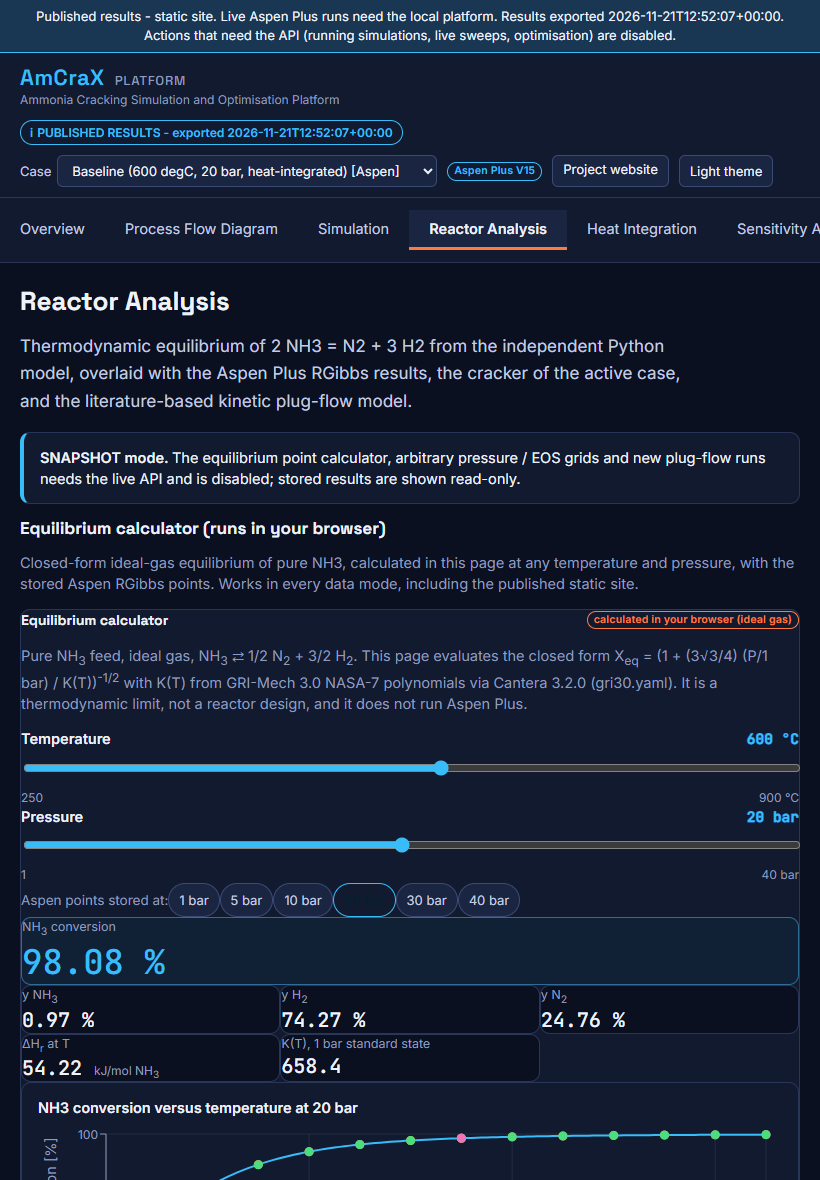 Published results - static site. Live Aspen Plus runs need the local platform. Results exported 2026-11-21T12:52:07+00:00.
Actions that need the API (running simulations, live sweeps, optimisation) are disabled.
AmCraX PLATFORM
Ammonia Cracking Simulation and Optimisation Platform
i PUBLISHED RESULTS - exported 2026-11-21T12:52:07+00:00
Case Baseline (600 degC, 20 bar, heat-integrated) [Aspen] Aspen Plus V15 Project website Light theme
Overview Process Flow Diagram Simulation Reactor Analysis Heat Integration Sensitivity A
Reactor Analysis
Thermodynamic equilibrium of 2 NH3 = N2 + 3 H2 from the independent Python
model, overlaid with the Aspen Plus RGibbs results, the cracker of the active case,
and the literature-based kinetic plug-flow model.
SNAPSHOT mode. The equilibrium point calculator, arbitrary pressure / EOS grids and new plug-flow runs
needs the live API and is disabled; stored results are shown read-only.
Equilibrium calculator (runs in your browser)
Closed-form ideal-gas equilibrium of pure NH3, calculated in this page at any temperature and pressure, with the
stored Aspen RGibbs points. Works in every data mode, including the published static site.
Equilibrium calculator calculated in your browser (ideal gas)
Pure NH3 feed, ideal gas, NH3 ⇄ 1/2 N2 + 3/2 H2. This page evaluates the closed form Xeq = (1 + (3√3/4) (P/1
bar) / K(T))-1/2 with K(T) from GRI-Mech 3.0 NASA-7 polynomials via Cantera 3.2.0 (gri30.yaml). It is a
thermodynamic limit, not a reactor design, and it does not run Aspen Plus.
Temperature 600 °C
250 900 °C
Pressure 20 bar
1 40 bar
Aspen points stored at: 1 bar 5 bar 10 bar 30 bar 40 bar
NH3 conversion
98.08 %
y NH3 y H2 y N2
0.97 % 74.27 % 24.76 %
ΔHr at T K(T), 1 bar standard state
54.22 kJ/mol NH3 658.4
NH3 conversion versus temperature at 20 bar
100
on [%]